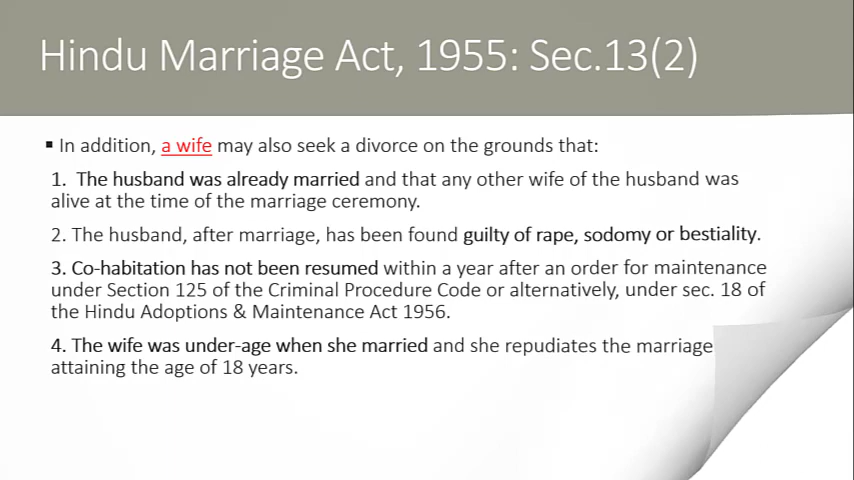 Hindu Marriage Act, 1955: Sec.13(2)
▪ In addition, a wife may also seek a divorce on the grounds that:
1. The husband was already married and that any other wife of the husband was
alive at the time of the marriage ceremony.
2. The husband, after marriage, has been found guilty of rape, sodomy or bestiality.
3. Co-habitation has not been resumed within a year after an order for maintenance
under Section 125 of the Criminal Procedure Code or alternatively, under sec. 18 of
the Hindu Adoptions & Maintenance Act 1956.
4. The wife was under-age when she married and she repudiates the marriage
attaining the age of 18 years.